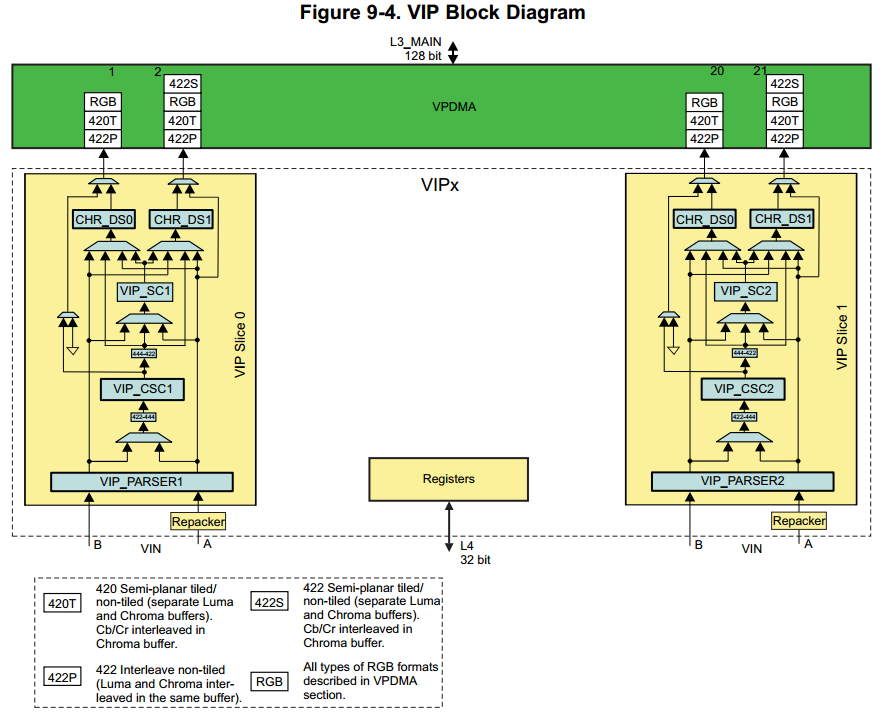 Figure 9-4. VIP Block Diagram
L3_MAIN
128 bit
1
2
20
21
422S
422S
RGB
RGB
VPDMA
RGB
RGB
420T
420T
420T
420T
422P
422P
422P
422P
VIPx
CHR_DS0
CHR_DS1
CHR_DS0
CHR_DS1
VIP_SC1
VIP_SC2
VIP Slice 0
VIP Slice 1
444-422
444-422
VIP_CSC1
VIP_CSC2
422-444
422-444
VIP_PARSER1
Registers
VIP_PARSER2
Repacker
Repacker
B
VIN
A
L4
32 bit
B
VIN
A
420T
420 Semi-planar tiled/
non-tiled (separate Luma
and Chroma buffers).
Cb/Cr interleaved in
Chroma buffer.
422S
422 Semi-planar tiled/
non-tiled (separate Luma
and Chroma buffers).
Cb/Cr interleaved in
Chroma buffer.
422P
422 Interleave non-tiled
(Luma and Chroma inter-
leaved in the same buffer).
RGB
All types of RGB formats
described in VPDMA
section.